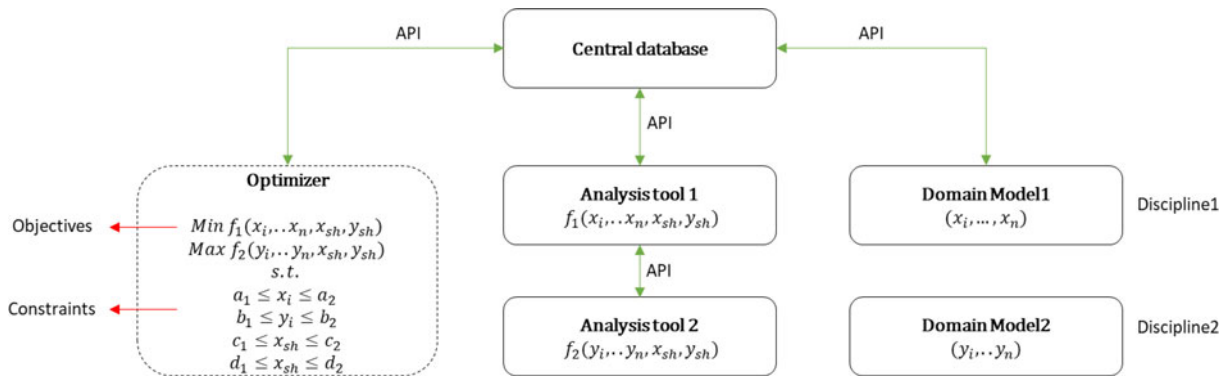 API
API
Central database
API
Optimizer
Min f₁(xᵢ,..xₙ,xₛₕ,yₛₕ)
Max f₂(yᵢ,..yₙ,xₛₕ,yₛₕ)
s.t.
a₁ ≤ xᵢ ≤ a₂
b₁ ≤ yᵢ ≤ b₂
c₁ ≤ xₛₕ ≤ c₂
d₁ ≤ xₛₕ ≤ d₂
Objectives
Constraints
Analysis tool 1
f₁(xᵢ,..xₙ,xₛₕ,yₛₕ)
API
Analysis tool 2
f₂(yᵢ,..yₙ,xₛₕ,yₛₕ)
Domain Model1
(xᵢ,…,xₙ)
Discipline1
Domain Model2
(yᵢ,..yₙ)
Discipline2